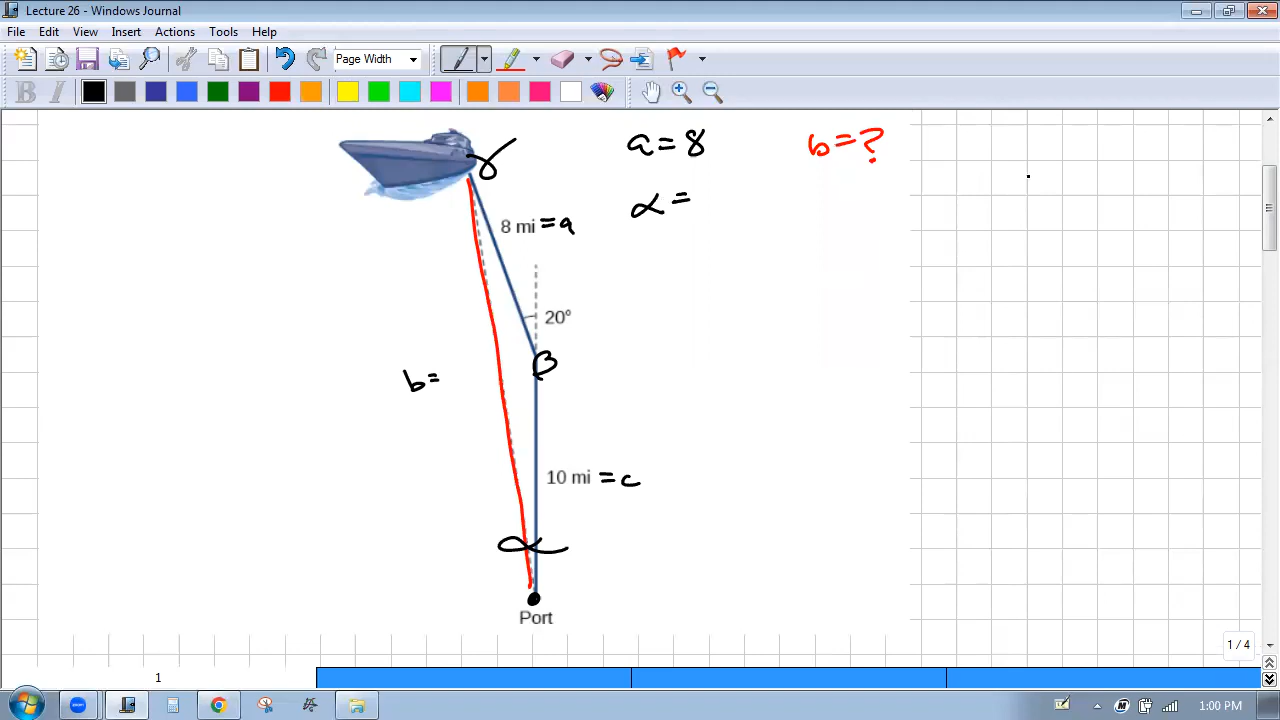 Lecture 26 - Windows Journal
File Edit View Insert Actions Tools Help
Page Width
B I
γ
a = 8
b = ?
8 mi = a
α =
20°
β
b =
10 mi = c
α
Port
1 / 4
1
1:00 PM